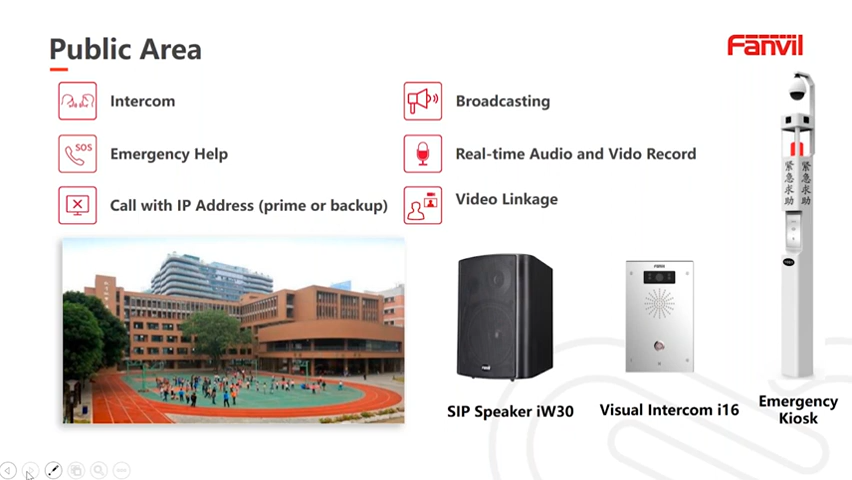 Public Area
Fanvil
Intercom
Broadcasting
SOS
Emergency Help
Real-time Audio and Vido Record
Call with IP Address (prime or backup)
Video Linkage
紧急求助
紧急求助
SIP Speaker iW30
Visual Intercom i16
Emergency
Kiosk